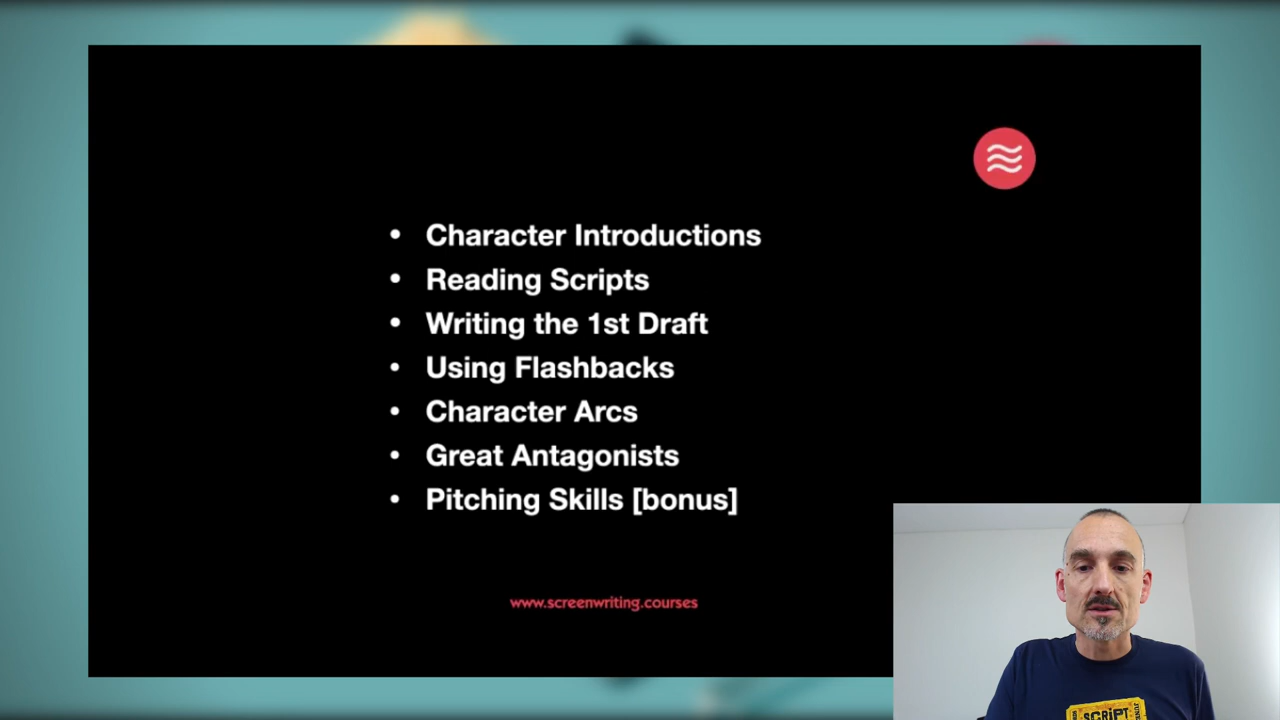 • Character Introductions
• Reading Scripts
• Writing the 1st Draft
• Using Flashbacks
• Character Arcs
• Great Antagonists
• Pitching Skills [bonus]
www.screenwriting.courses
SCRiPT